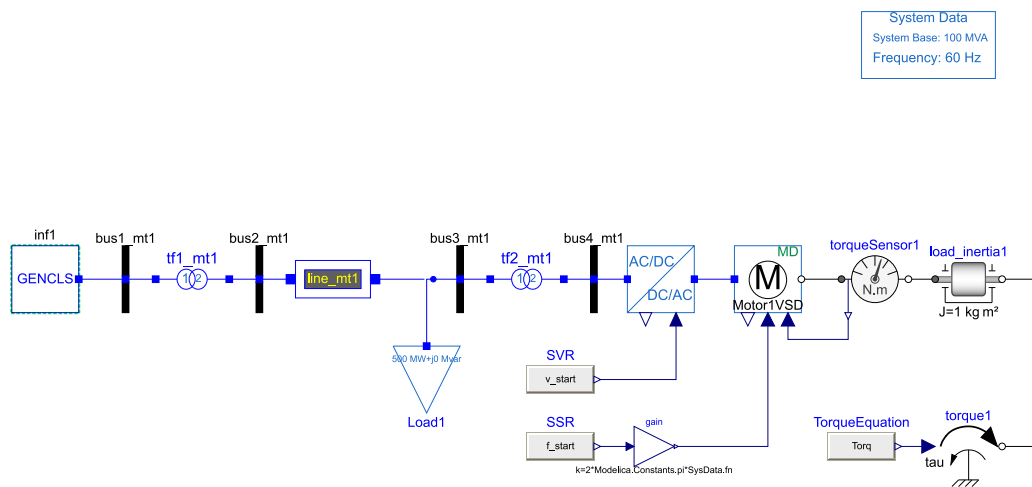 System Data
System Base: 100 MVA
Frequency: 60 Hz
inf1
bus1_mt1
tf1_mt1
bus2_mt1
bus3_mt1
tf2_mt1
bus4_mt1
torqueSensor1
load_inertia1
GENCLS
1 2
line_mt1
1 2
AC/DC
DC/AC
MD
M
Motor1VSD
N.m
J=1 kg m²
500 MW+j0 Mvar
Load1
SVR
v_start
SSR
f_start
gain
k=2*Modelica.Constants.pi*SysData.fn
TorqueEquation
Torq
torque1
tau